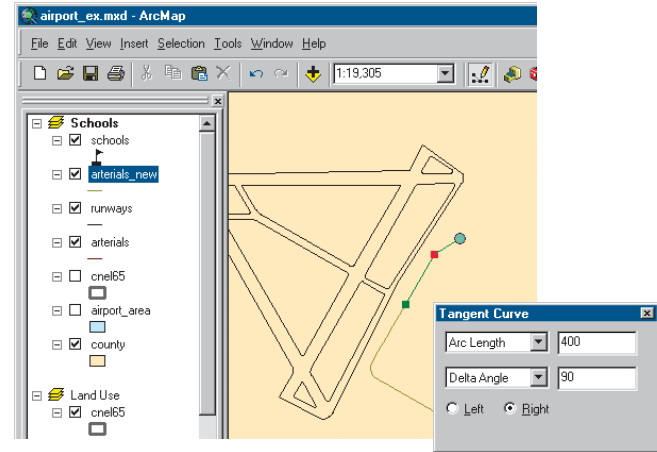 airport_ex.mxd - ArcMap
File Edit View Insert Selection Tools Window Help
1:19,305
Schools
schools
arterials_new
runways
arterials
cnel65
airport_area
county
Land Use
cnel65
Tangent Curve
Arc Length 400
Delta Angle 90
Left Right